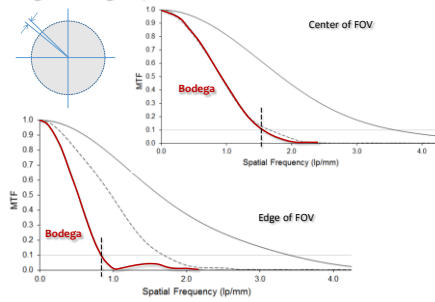 Center of FOV
Bodega
MTF
1.0
0.9
0.8
0.7
0.6
0.5
0.4
0.3
0.2
0.1
0.0
0.0 1.0 2.0 3.0 4.0
Spatial Frequency (lp/mm)
Edge of FOV
Bodega
MTF
1.0
0.9
0.8
0.7
0.6
0.5
0.4
0.3
0.2
0.1
0.0
0.0 1.0 2.0 3.0 4.0
Spatial Frequency (lp/mm)